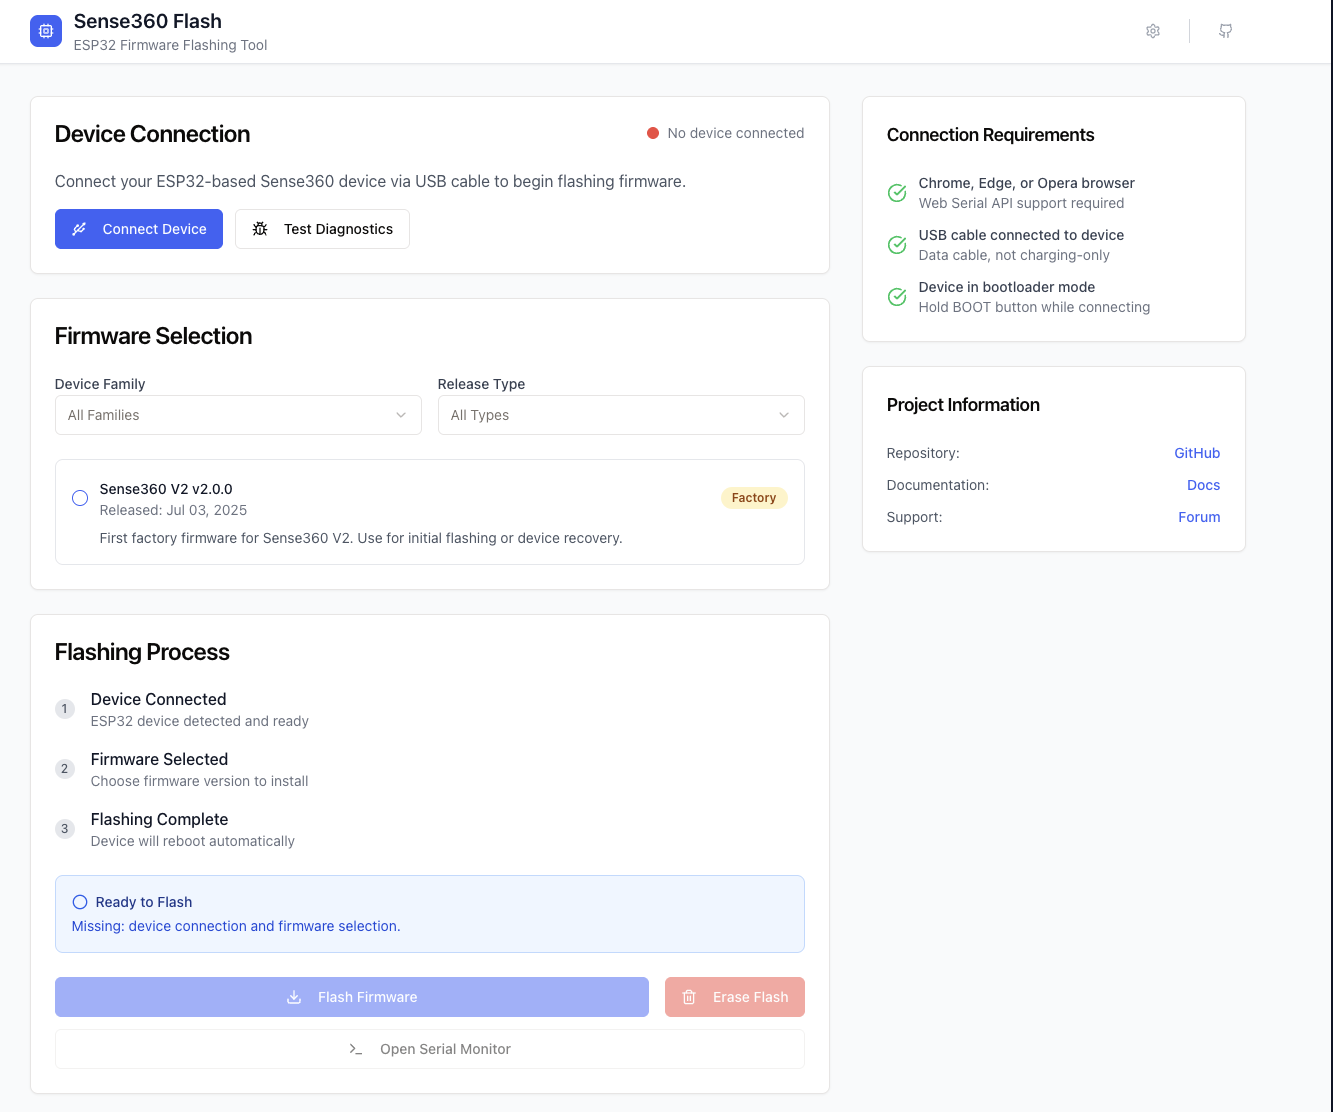 Sense360 Flash
ESP32 Firmware Flashing Tool
Device Connection
No device connected
Connect your ESP32-based Sense360 device via USB cable to begin flashing firmware.
Connect Device
Test Diagnostics
Firmware Selection
Device Family
Release Type
All Families
All Types
Sense360 V2 v2.0.0
Factory
Released: Jul 03, 2025
First factory firmware for Sense360 V2. Use for initial flashing or device recovery.
Flashing Process
1
Device Connected
ESP32 device detected and ready
2
Firmware Selected
Choose firmware version to install
3
Flashing Complete
Device will reboot automatically
Ready to Flash
Missing: device connection and firmware selection.
Flash Firmware
Erase Flash
Open Serial Monitor
Connection Requirements
Chrome, Edge, or Opera browser
Web Serial API support required
USB cable connected to device
Data cable, not charging-only
Device in bootloader mode
Hold BOOT button while connecting
Project Information
Repository:
GitHub
Documentation:
Docs
Support:
Forum